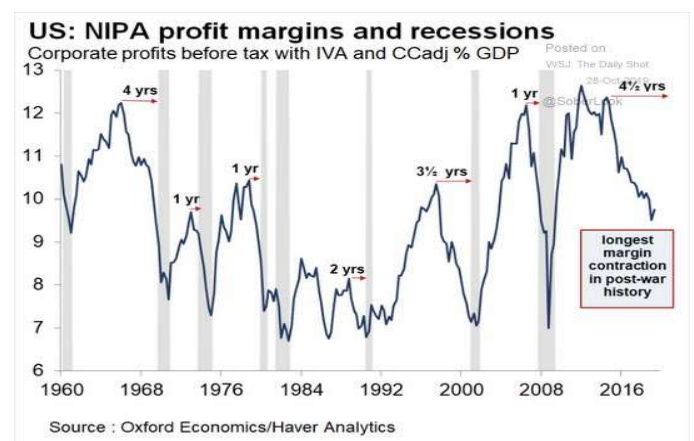 US: NIPA profit margins and recessions
Corporate profits before tax with IVA and CCadj % GDP
Posted on
WSJ: The Daily Shot
28-Oct-2019
@SoberLook
13
12
11
10
9
8
7
6
4 yrs
1 yr
1 yr
2 yrs
3½ yrs
1 yr
4½ yrs
longest
margin
contraction
in post-war
history
1960 1968 1976 1984 1992 2000 2008 2016
Source : Oxford Economics/Haver Analytics